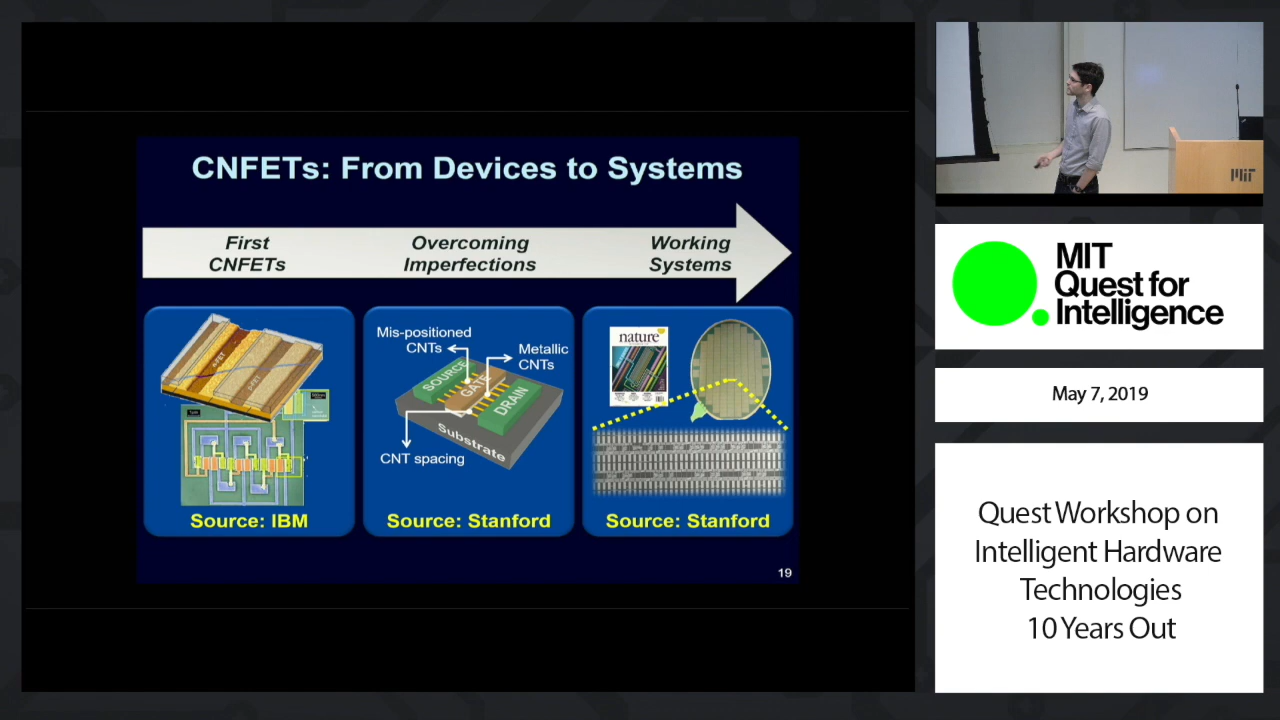 CNFETs: From Devices to Systems
First
CNFETs
Overcoming
Imperfections
Working
Systems
Mis-positioned
CNTs
Metallic
CNTs
SOURCE
GATE
DRAIN
Substrate
CNT spacing
nature
Source: IBM
Source: Stanford
Source: Stanford
19
MIT
MIT
Quest for
Intelligence
May 7, 2019
Quest Workshop on
Intelligent Hardware
Technologies
10 Years Out